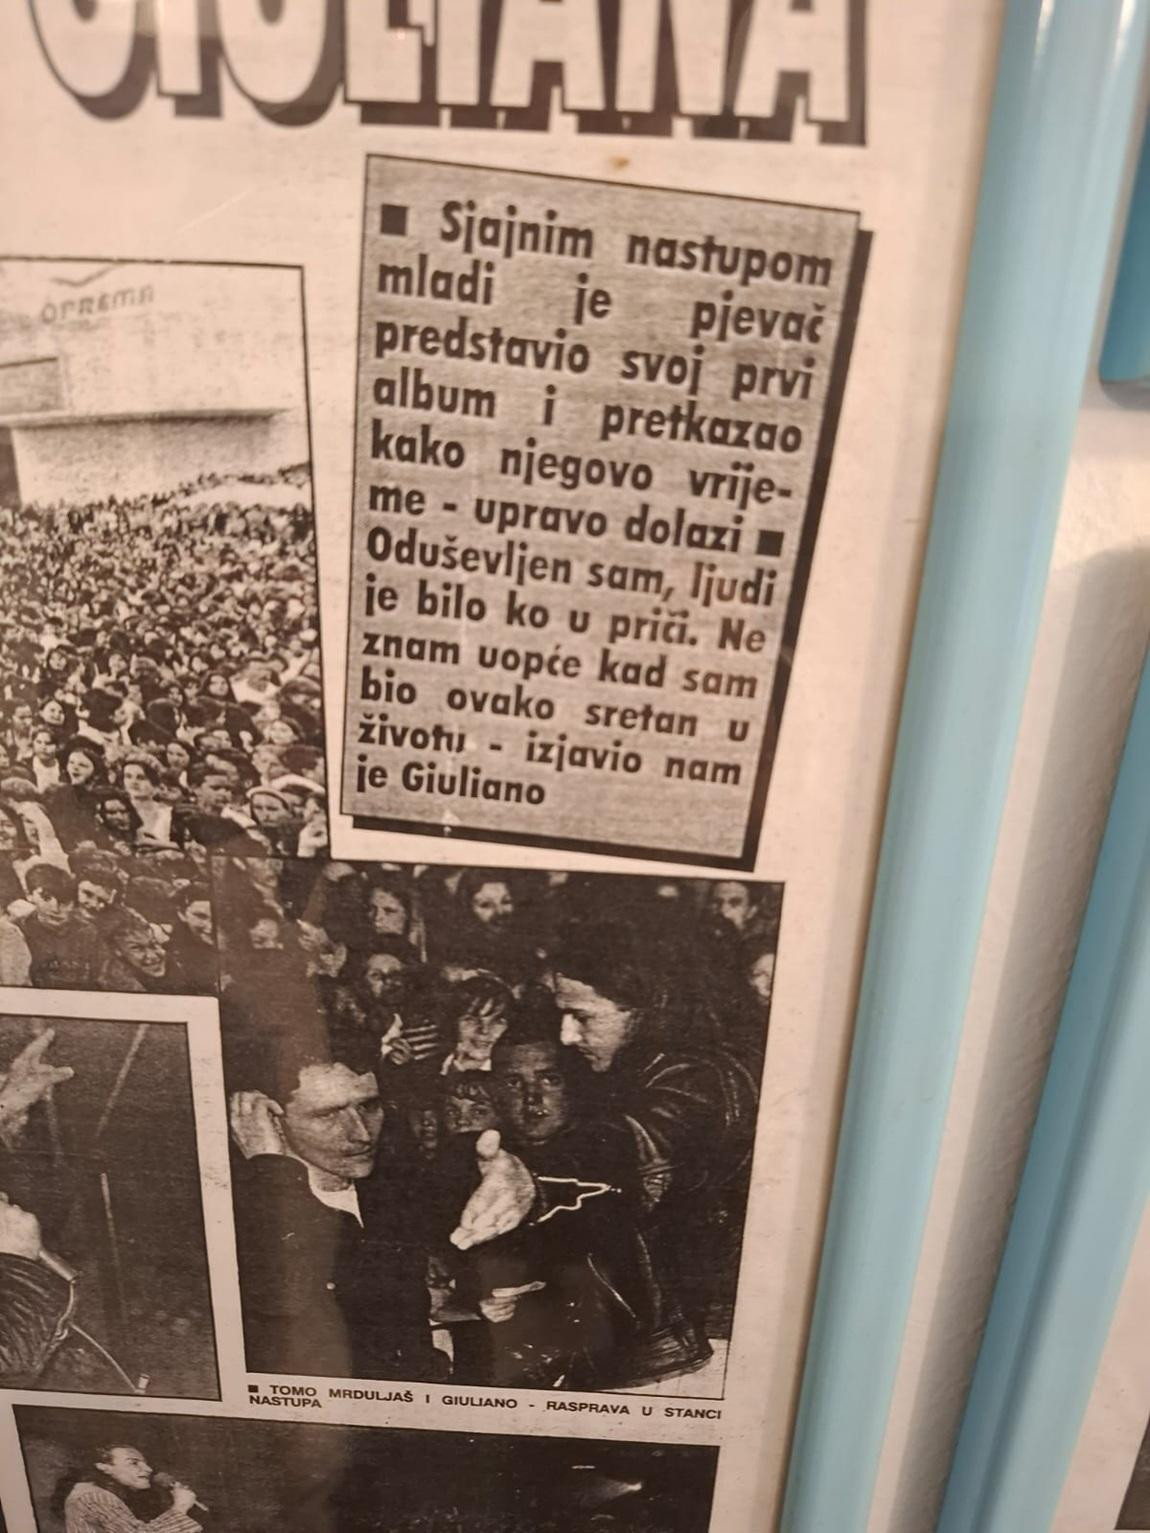 GIULIANA
OPREMA
■ Sjajnim nastupom
mladi je pjevač
predstavio svoj prvi
album i pretkazao
kako njegovo vrije-
me - upravo dolazi ■
Oduševljen sam, ljudi
je bilo ko u priči. Ne
znam uopće kad sam
bio ovako sretan u
životu - izjavio nam
je Giuliano
■ TOMO MRDULJAŠ I GIULIANO - RASPRAVA U STANCI
NASTUPA